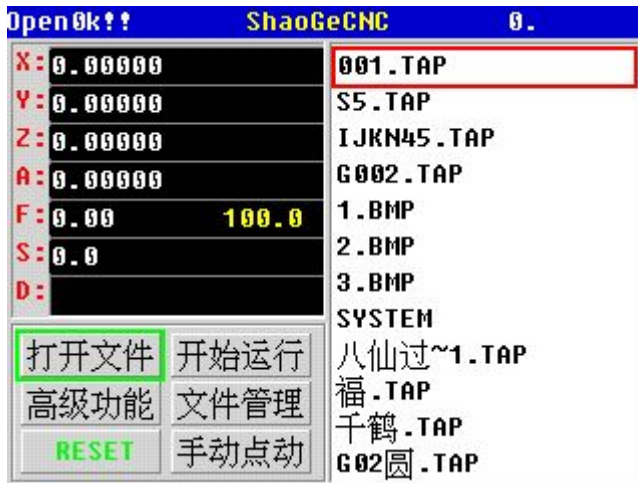 Open0k!! ShaoGeCNC 0.
X:0.00000
Y:0.00000
Z:0.00000
A:0.00000
F:0.00 100.0
S:0.0
D:
打开文件 开始运行
高级功能 文件管理
RESET 手动点动
001.TAP
S5.TAP
IJKN45.TAP
G002.TAP
1.BMP
2.BMP
3.BMP
SYSTEM
八仙过~1.TAP
福.TAP
千鹤.TAP
G02圆.TAP